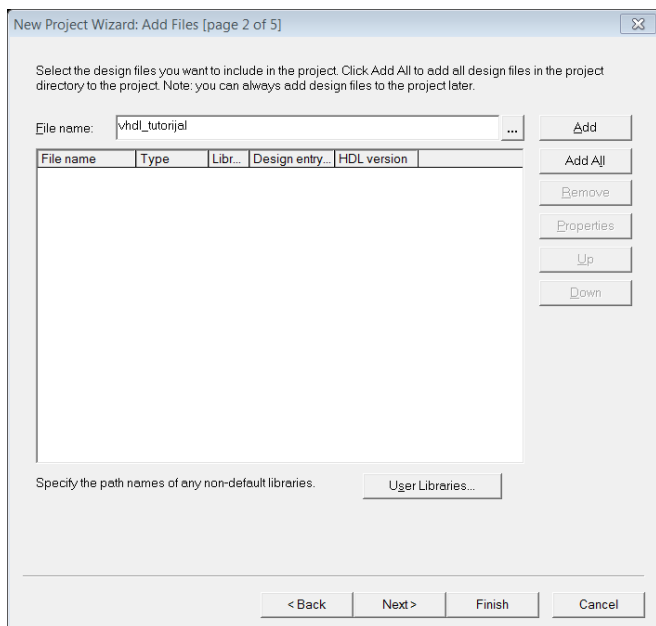 New Project Wizard: Add Files [page 2 of 5]
Select the design files you want to include in the project. Click Add All to add all design files in the project
directory to the project. Note: you can always add design files to the project later.
File name: vhdl_tutorijal ... Add
File name Type Libr... Design entry... HDL version Add All
Remove
Properties
Up
Down
Specify the path names of any non-default libraries. User Libraries...
< Back Next > Finish Cancel